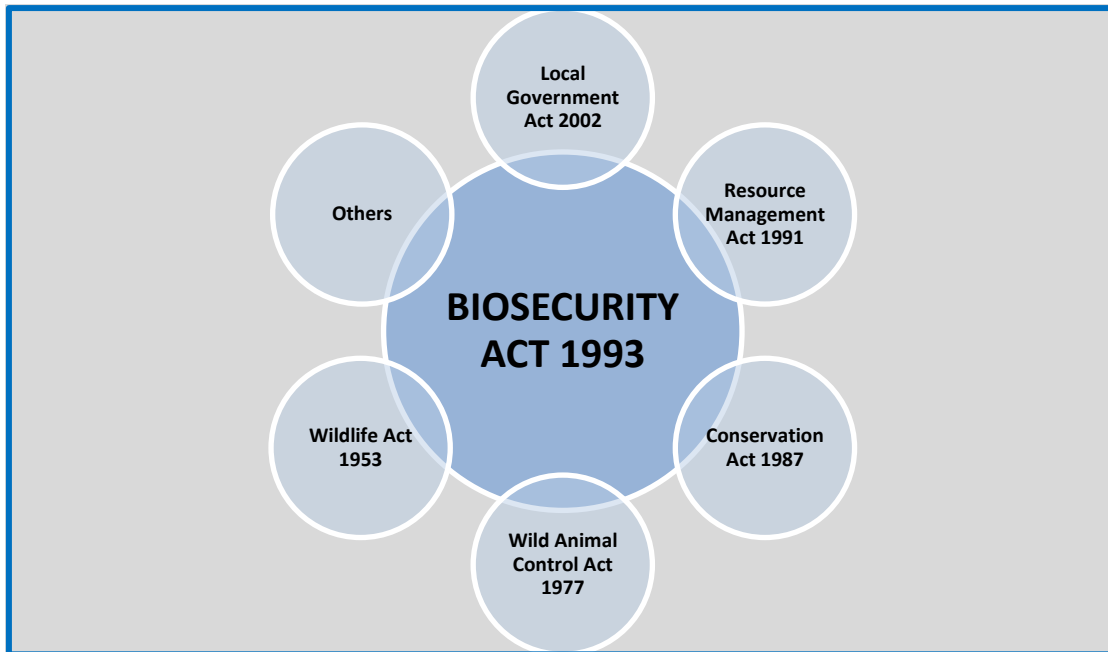 Local
Government
Act 2002
Others
Resource
Management
Act 1991
BIOSECURITY
ACT 1993
Wildlife Act
1953
Conservation
Act 1987
Wild Animal
Control Act
1977